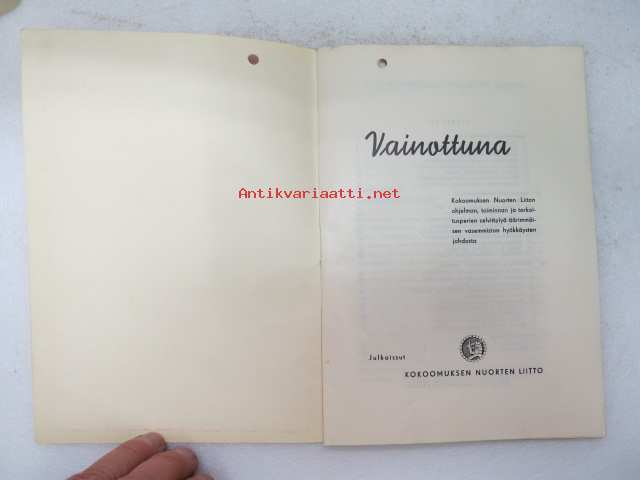 Vainottuna
Antikvariaatti.net
Kokoomuksen Nuorten Liiton
ohjelman, toiminnan ja tarkoi-
tusperien selvittelyä äärimmäi-
sen vasemmiston hyökkäysten
johdosta
Julkaissut
KOKOOMUKSEN NUORTEN LIITTO